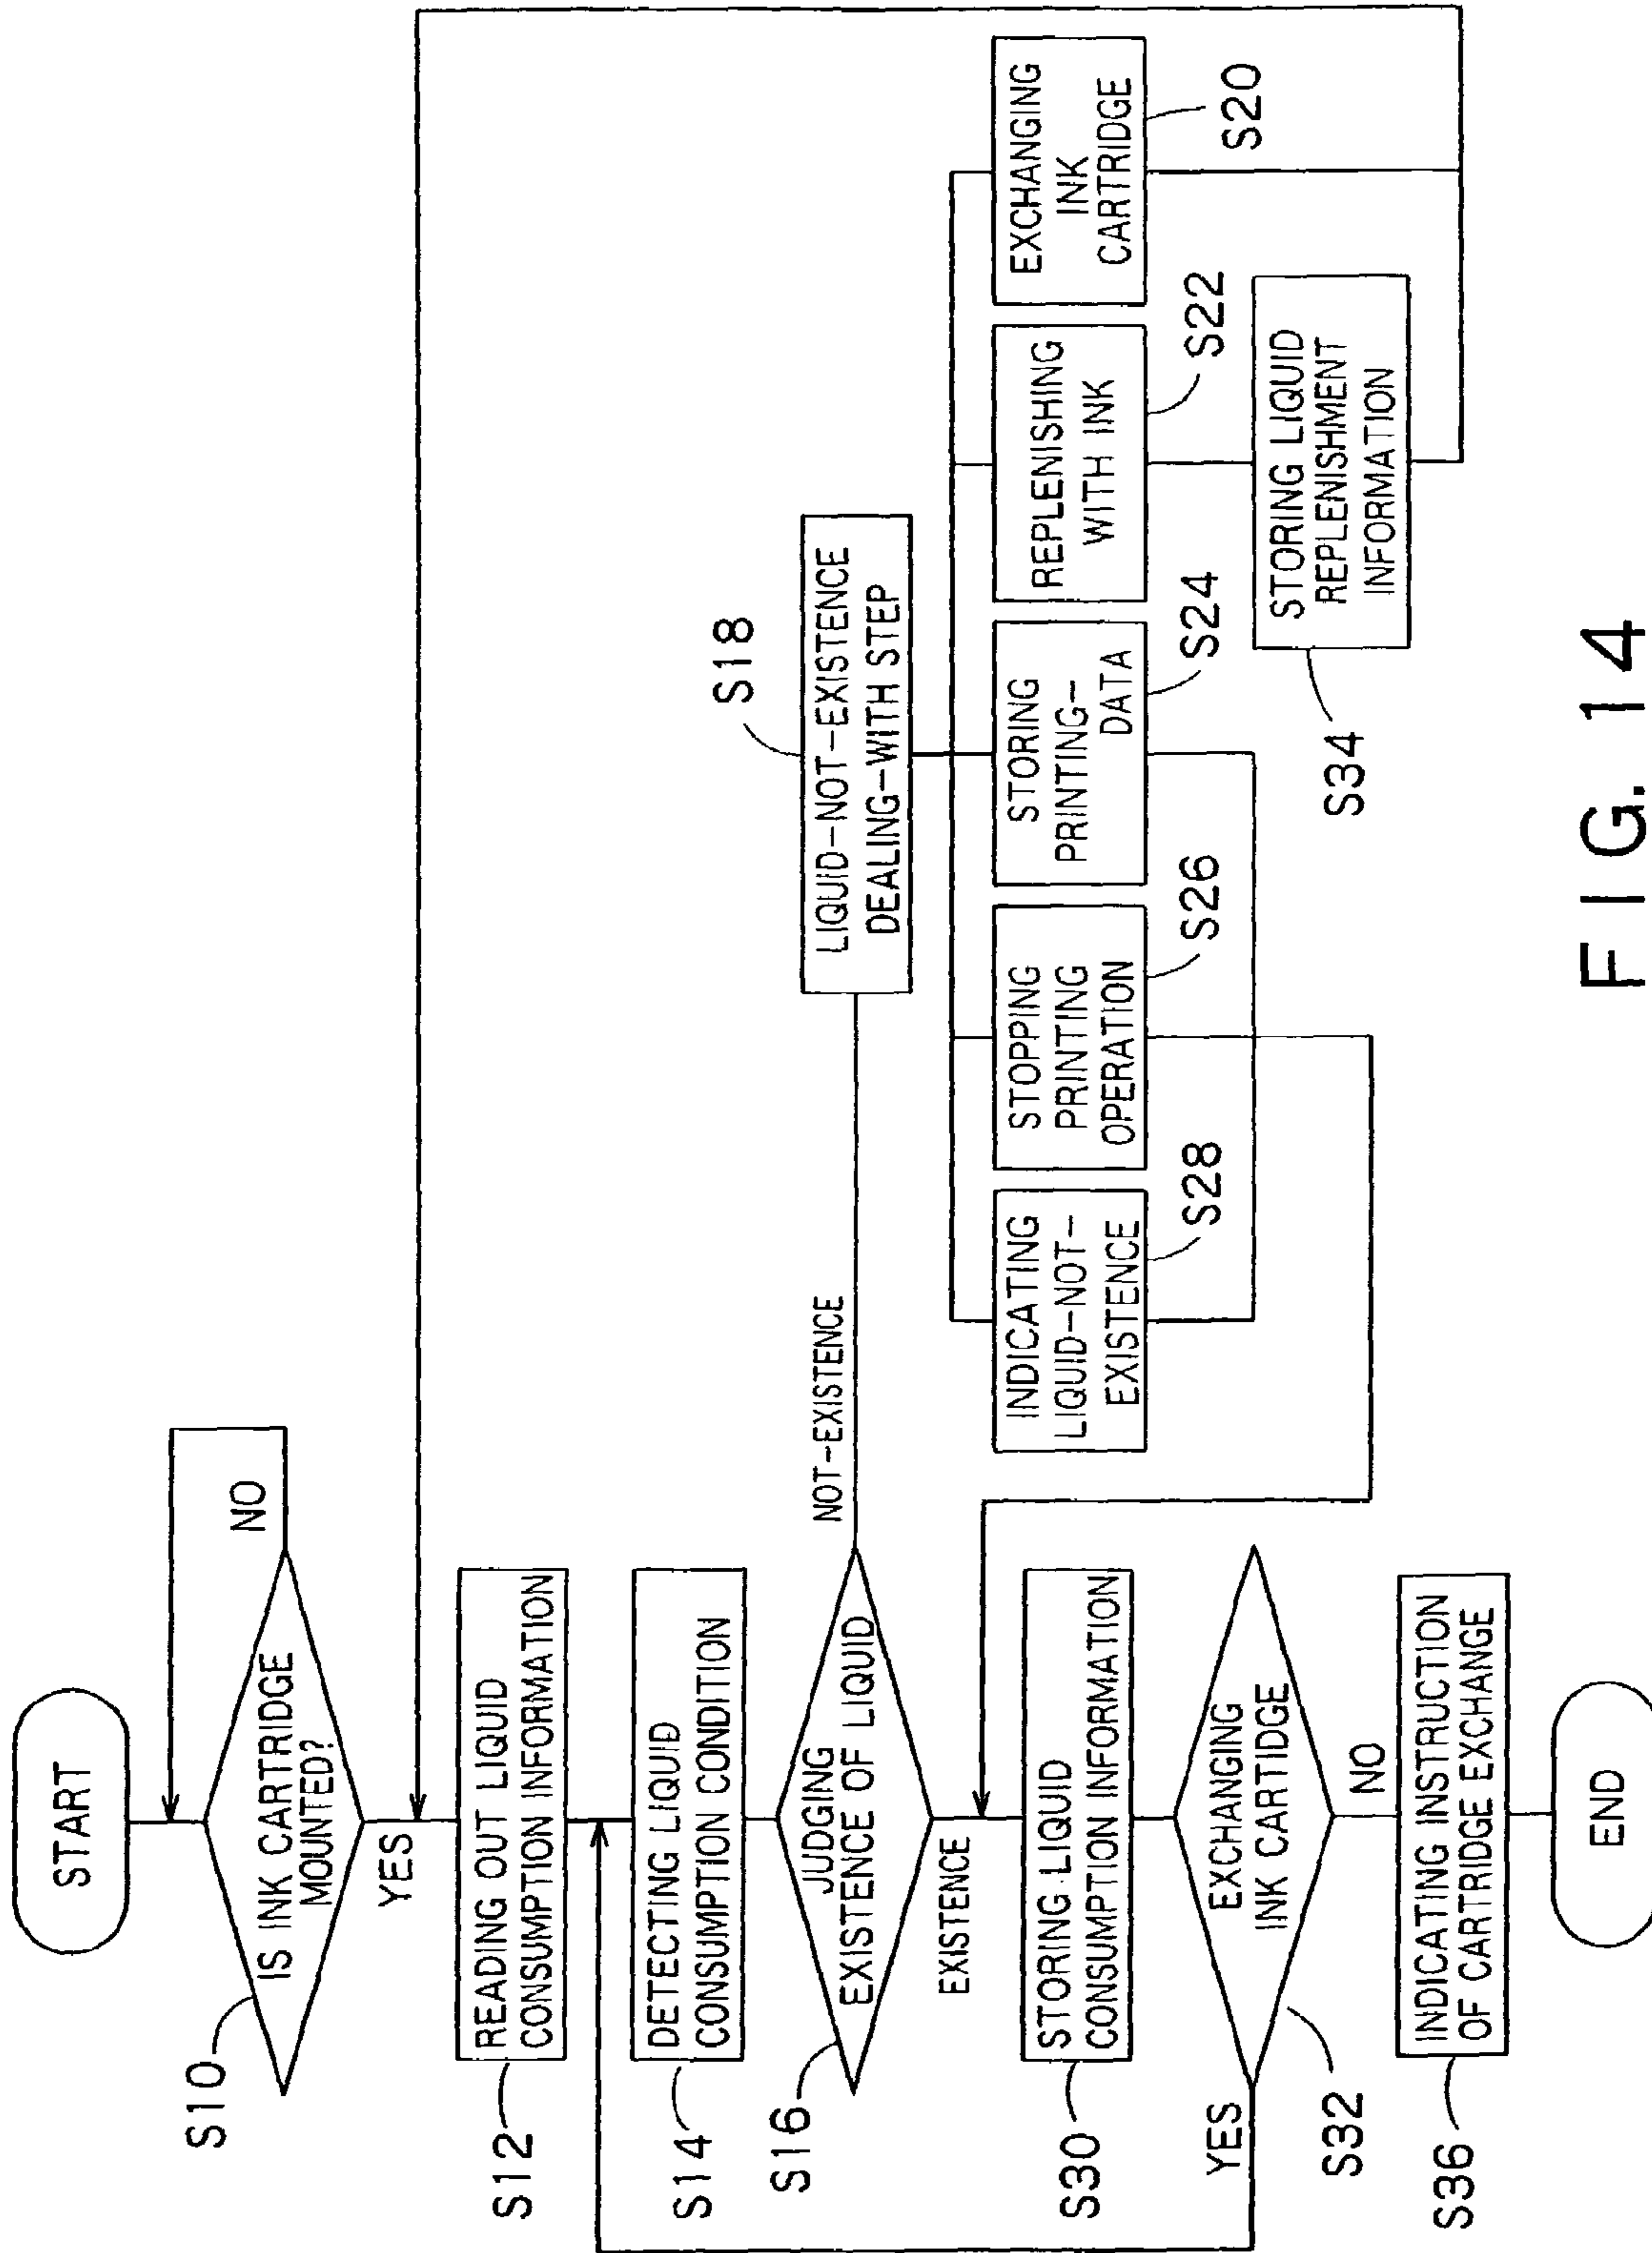 START
S10
IS INK CARTRIDGE
MOUNTED?
NO
YES
S12
READING OUT LIQUID
CONSUMPTION INFORMATION
S14
DETECTING LIQUID
CONSUMPTION CONDITION
S16
JUDGING
EXISTENCE OF LIQUID
NOT-EXISTENCE
EXISTENCE
S18
LIQUID-NOT-EXISTENCE
DEALING-WITH STEP
INDICATING
LIQUID-NOT-
EXISTENCE
S28
STOPPING
PRINTING
OPERATION
S26
STORING
PRINTING-
DATA
S24
REPLENISHING
WITH INK
S22
EXCHANGING
INK
CARTRIDGE
S20
S34
STORING LIQUID
REPLENISHMENT
INFORMATION
S30
STORING LIQUID
CONSUMPTION INFORMATION
YES
S32
EXCHANGING
INK CARTIDGE
NO
S36
INDICATING INSTRUCTION
OF CARTRIDGE EXCHANGE
END
FIG. 14